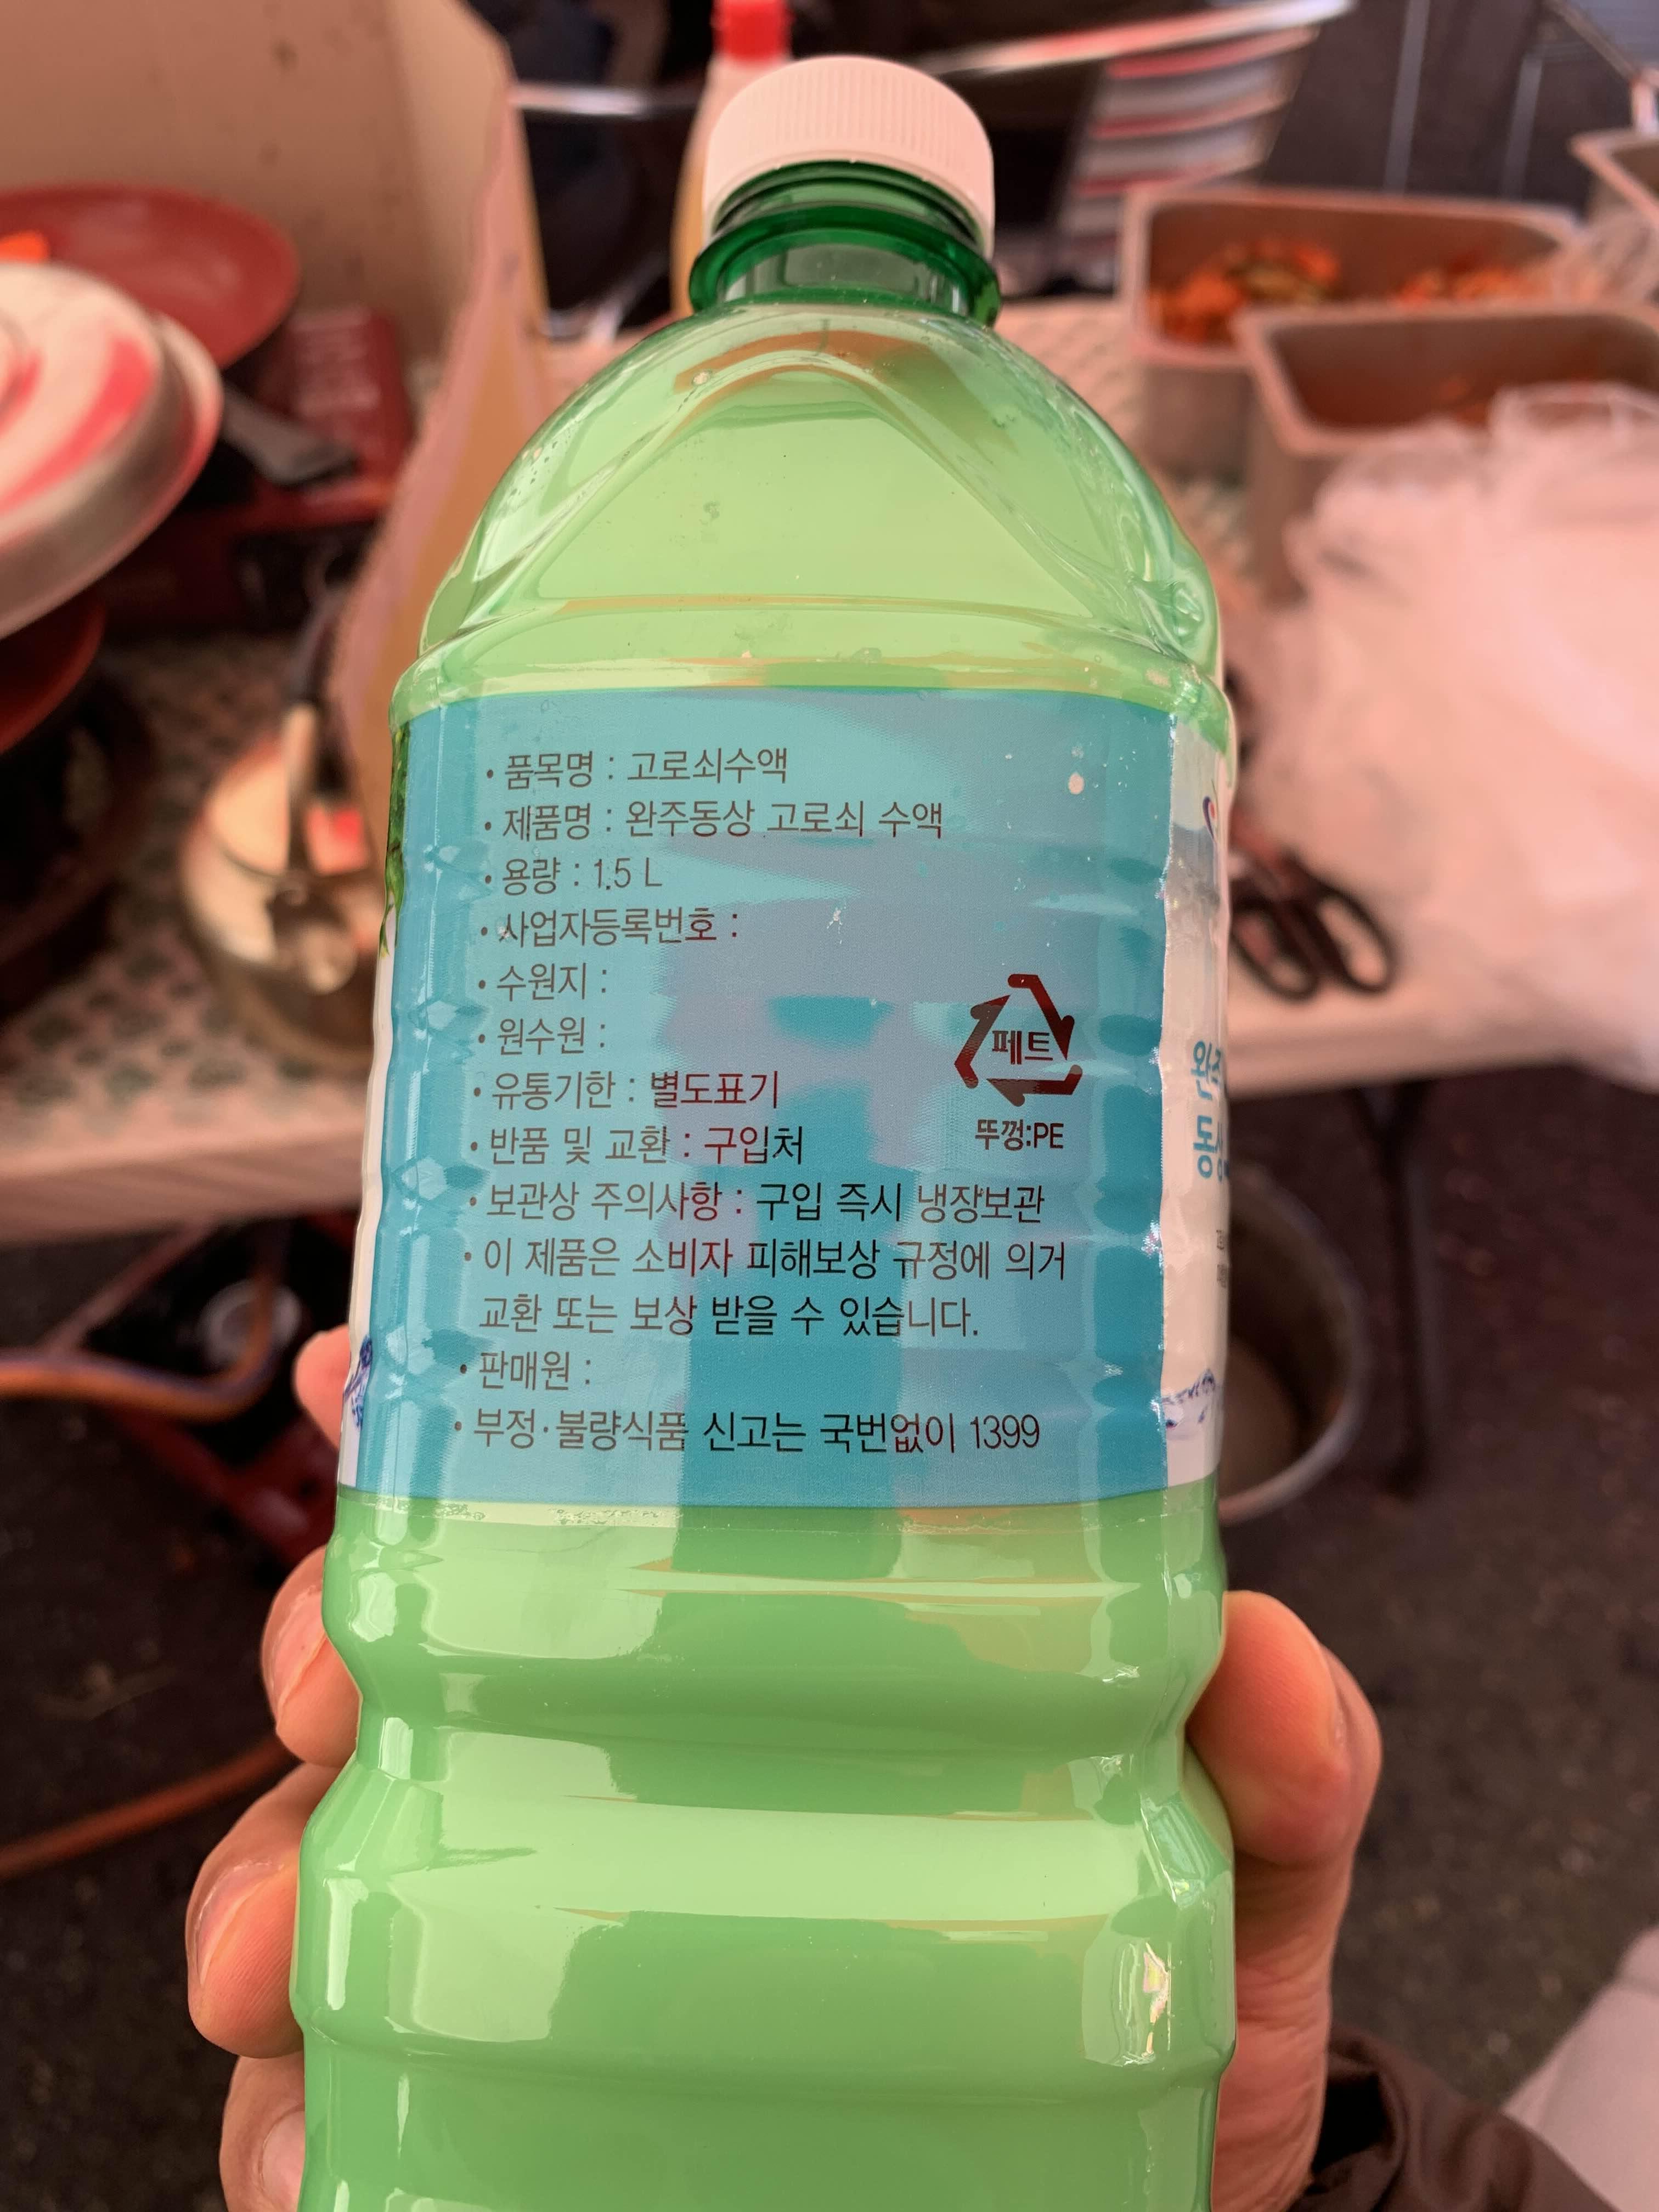 • 품목명 : 고로쇠수액
• 제품명 : 완주동상 고로쇠 수액
• 용량 : 1.5 L
• 사업자등록번호 :
• 수원지 :
• 원수원 :
• 유통기한 : 별도표기
• 반품 및 교환 : 구입처
• 보관상 주의사항 : 구입 즉시 냉장보관
• 이 제품은 소비자 피해보상 규정에 의거
교환 또는 보상 받을 수 있습니다.
• 판매원 :
• 부정·불량식품 신고는 국번없이 1399
페트
뚜껑:PE